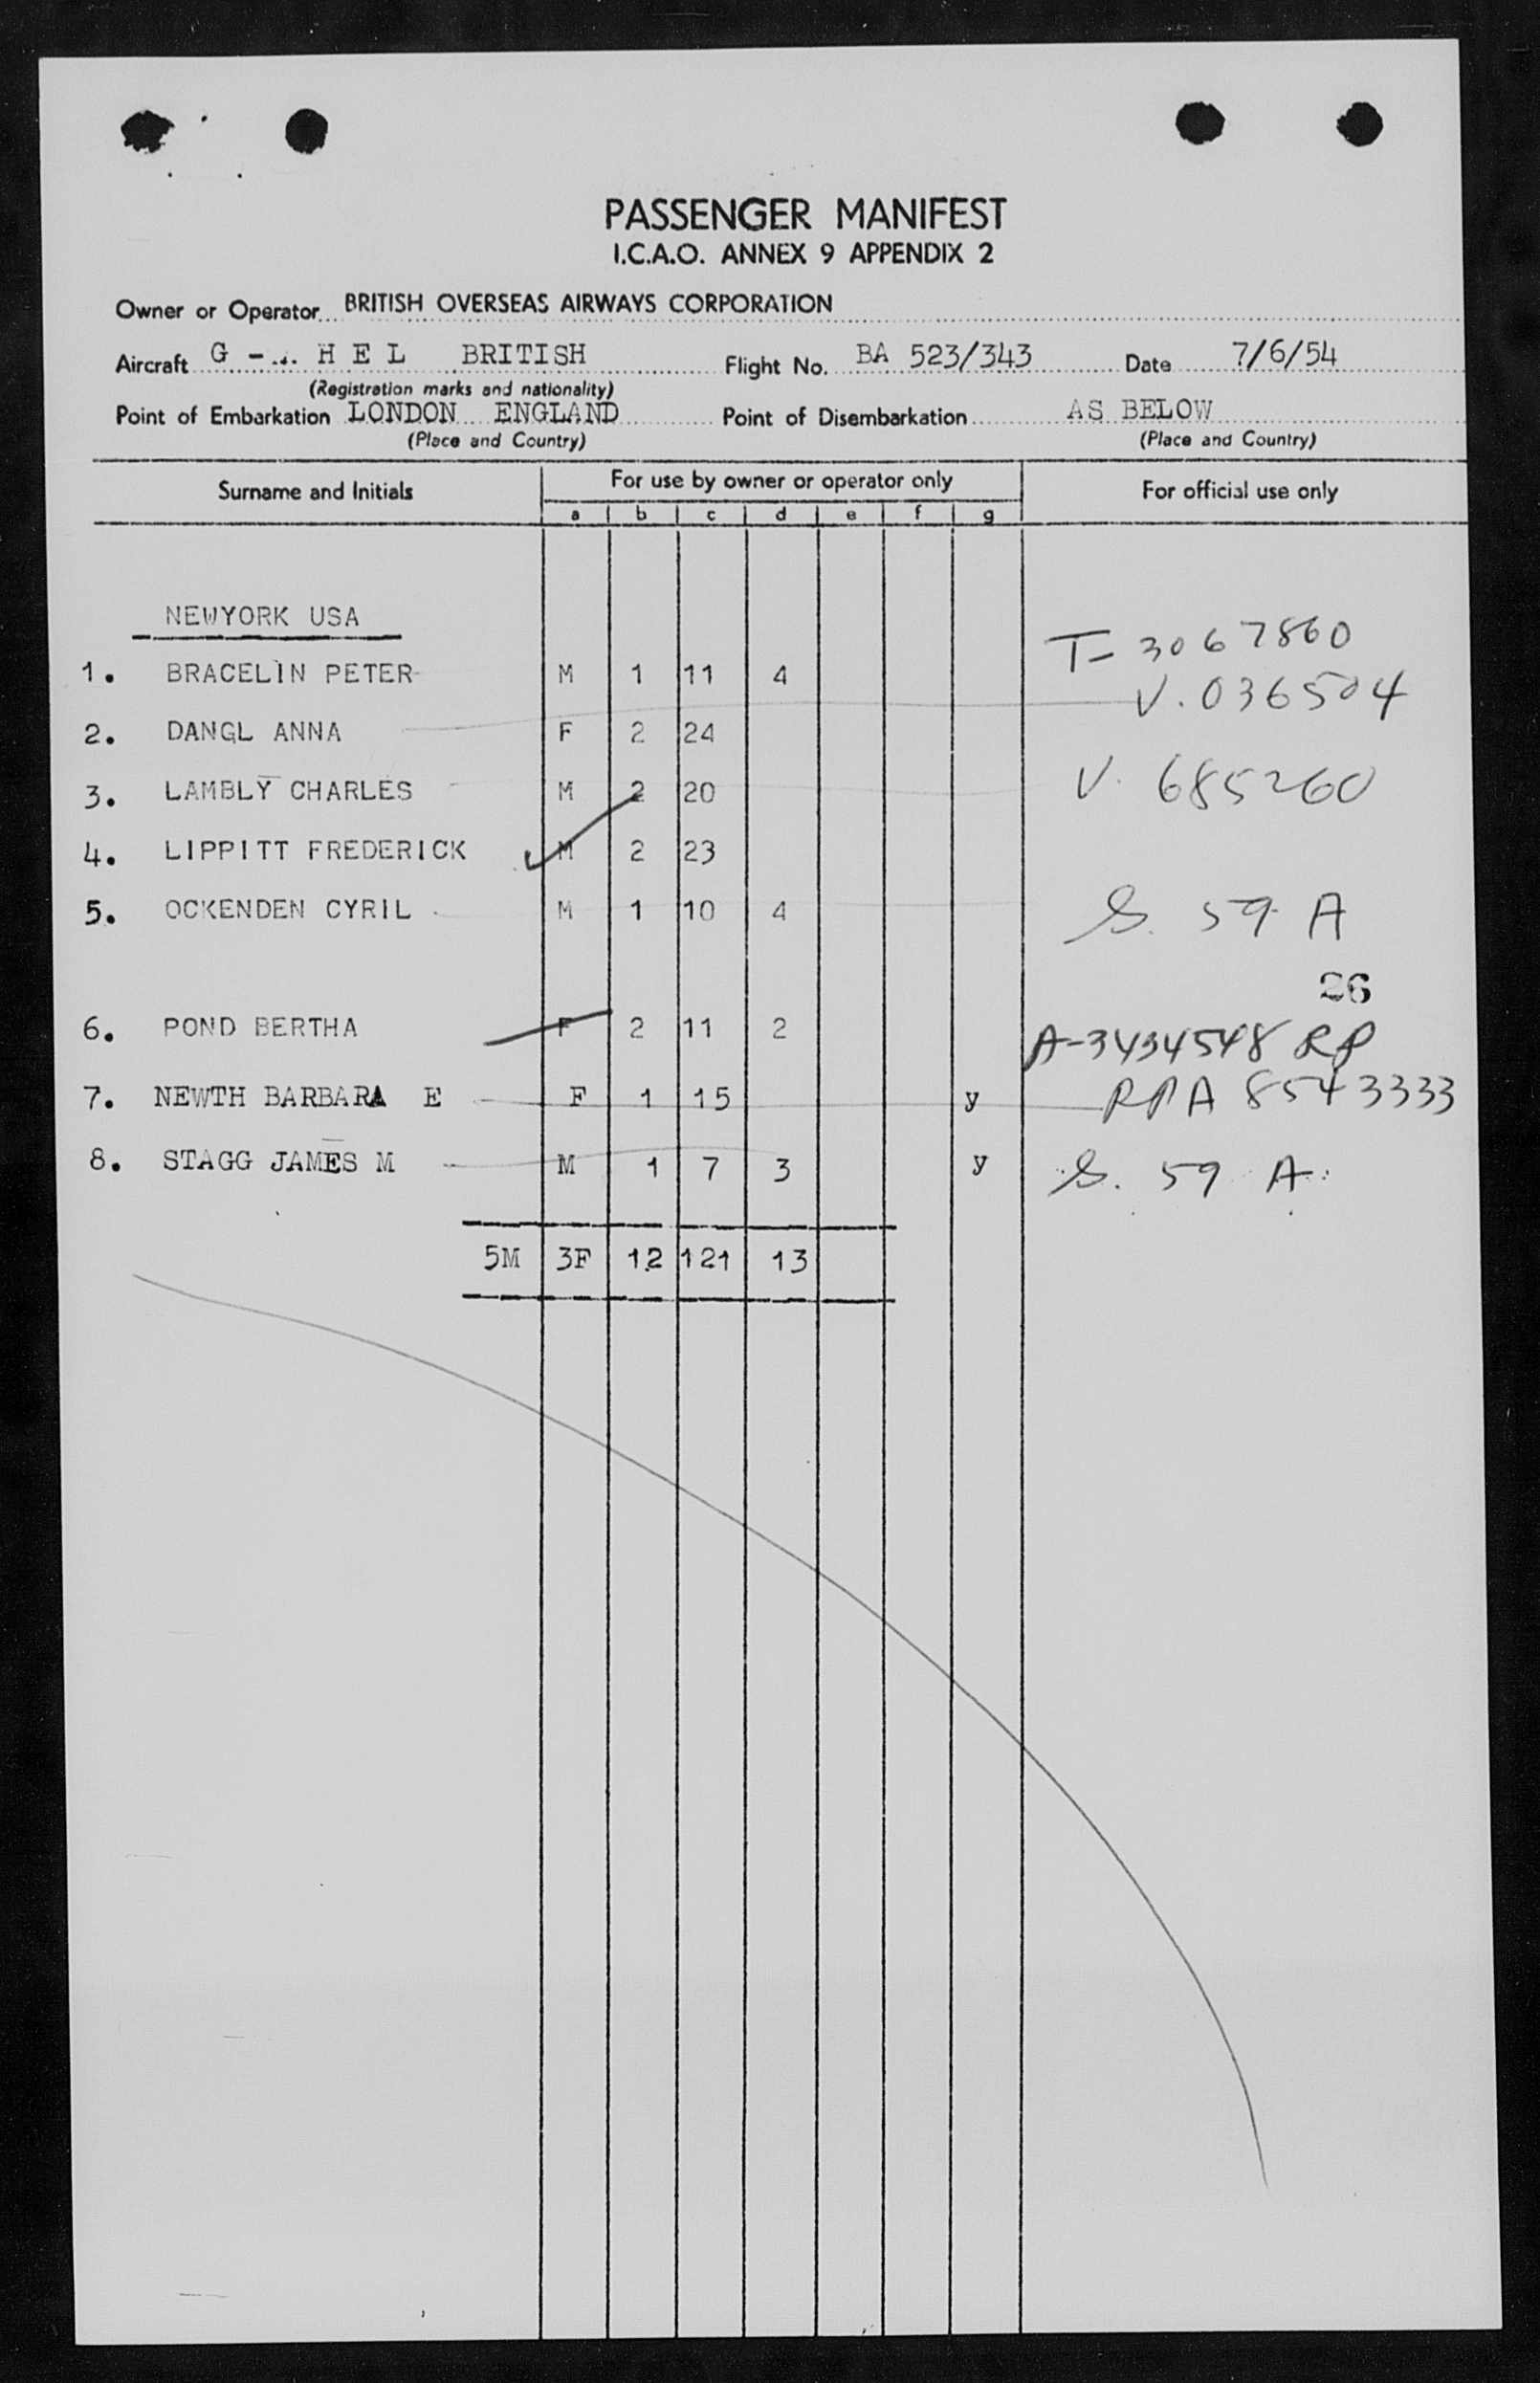 PASSENGER MANIFEST
I.C.A.O. ANNEX 9 APPENDIX 2
Owner or Operator BRITISH OVERSEAS AIRWAYS CORPORATION
Aircraft G - HEL BRITISH Flight No. BA 523/343 Date 7/6/54
(Registration marks and nationality)
Point of Embarkation LONDON ENGLAND Point of Disembarkation AS BELOW
(Place and Country) (Place and Country)
Surname and Initials For use by owner or operator only For official use only
a b c d e f g
NEWYORK USA
T- 3067860
1. BRACELIN PETER M 1 11 4
V. 036504
2. DANGL ANNA F 2 24
3. LAMBLY CHARLES M 2 20 V. 685260
4. LIPPITT FREDERICK M 2 23
5. OCKENDEN CYRIL M 1 10 4 S. 59 A
26
6. POND BERTHA F 2 11 2 A-3434548 RP
7. NEWTH BARBARA E F 1 15 y RPA 8543333
8. STAGG JAMES M M 1 7 3 y S. 59 A.
5M 3F 12 121 13